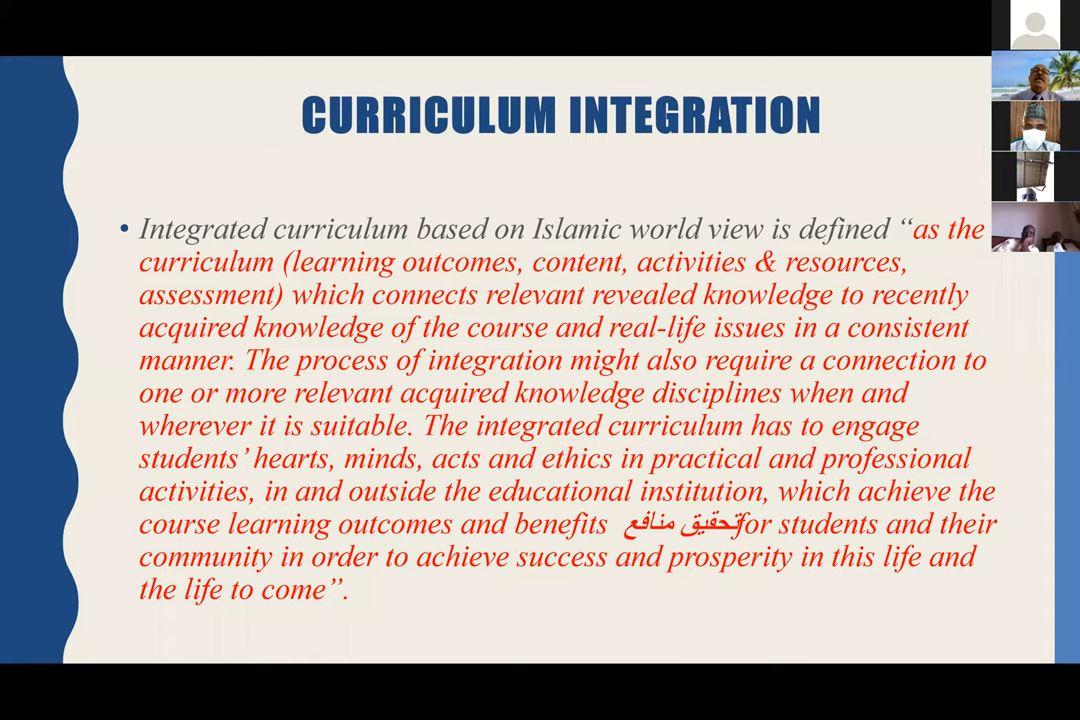 CURRICULUM INTEGRATION
• Integrated curriculum based on Islamic world view is defined “as the
curriculum (learning outcomes, content, activities & resources,
assessment) which connects relevant revealed knowledge to recently
acquired knowledge of the course and real-life issues in a consistent
manner. The process of integration might also require a connection to
one or more relevant acquired knowledge disciplines when and
wherever it is suitable. The integrated curriculum has to engage
students’ hearts, minds, acts and ethics in practical and professional
activities, in and outside the educational institution, which achieve the
course learning outcomes and benefits تحقيق منافع for students and their
community in order to achieve success and prosperity in this life and
the life to come”.